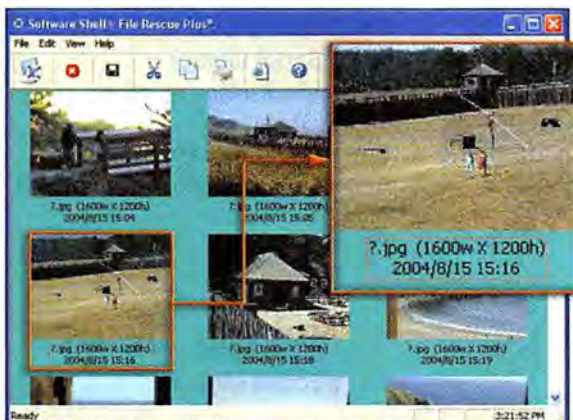 Software Shelf: File Rescue Plus".
File Edit View Help
?.jpg (1600w X 1200h)
2004/8/15 15:04
?.jpg (1600w X 1200h)
2004/8/15 15:05
?.jpg (1600w X 1200h)
2004/8/15 15:16
?.jpg (1600w X 1200h)
2004/8/15 15:16
?.jpg (1600w X 1200h)
2004/8/15 15:18
?.jpg (1600w X 1200h)
2004/8/15 15:19
Ready
3:21:52 PM